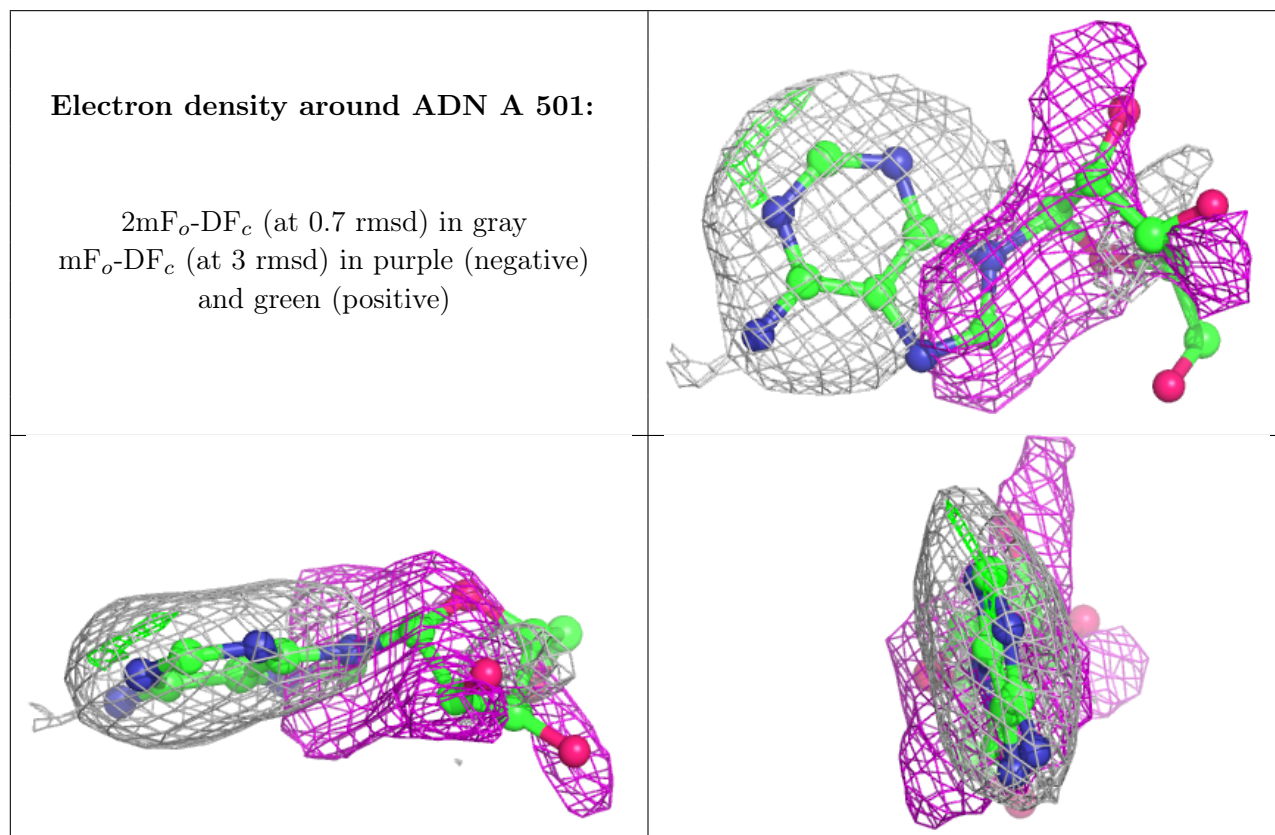 Electron density around ADN A 501:
2mFo-DFc (at 0.7 rmsd) in gray
mFo-DFc (at 3 rmsd) in purple (negative)
and green (positive)